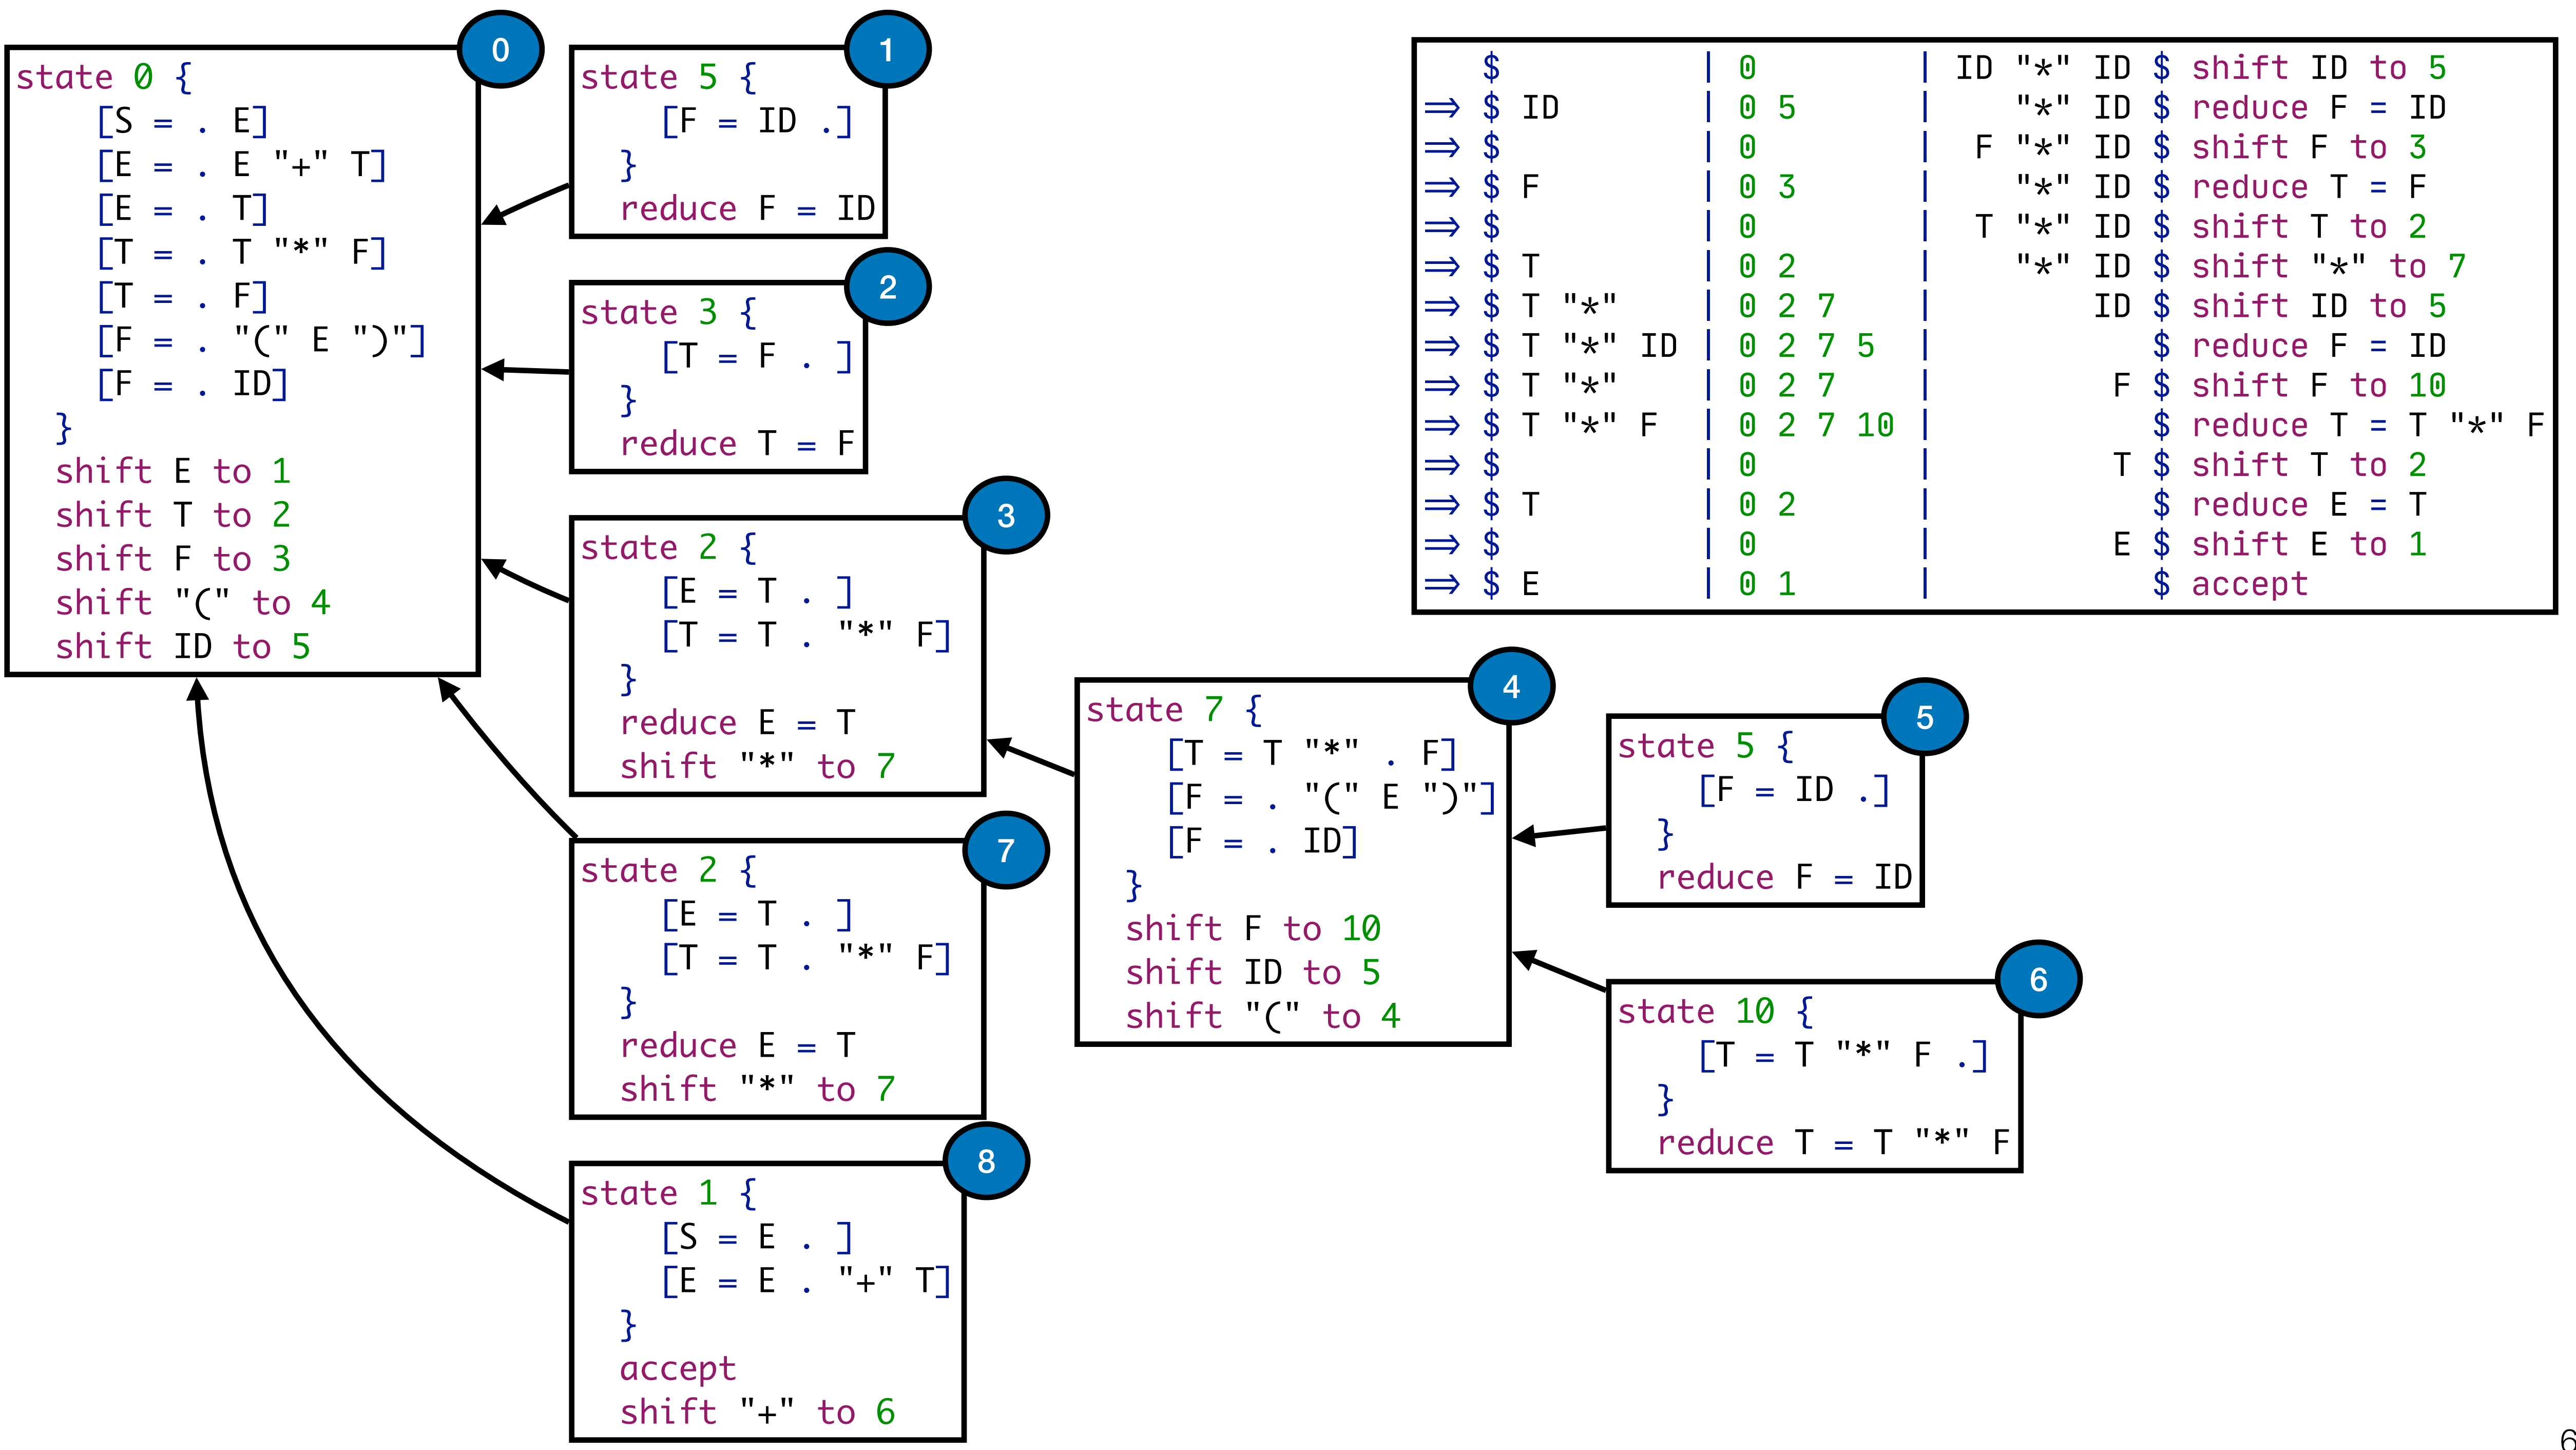 0
state 0 {
[S = . E]
[E = . E "+" T]
[E = . T]
[T = . T "*" F]
[T = . F]
[F = . "(" E ")"]
[F = . ID]
}
shift E to 1
shift T to 2
shift F to 3
shift "(" to 4
shift ID to 5
1
state 5 {
[F = ID .]
}
reduce F = ID
2
state 3 {
[T = F . ]
}
reduce T = F
3
state 2 {
[E = T . ]
[T = T . "*" F]
}
reduce E = T
shift "*" to 7
7
state 2 {
[E = T . ]
[T = T . "*" F]
}
reduce E = T
shift "*" to 7
8
state 1 {
[S = E . ]
[E = E . "+" T]
}
accept
shift "+" to 6
$ | 0 | ID "*" ID $ shift ID to 5
⇒ $ ID | 0 5 | "*" ID $ reduce F = ID
⇒ $ | 0 | F "*" ID $ shift F to 3
⇒ $ F | 0 3 | "*" ID $ reduce T = F
⇒ $ | 0 | T "*" ID $ shift T to 2
⇒ $ T | 0 2 | "*" ID $ shift "*" to 7
⇒ $ T "*" | 0 2 7 | ID $ shift ID to 5
⇒ $ T "*" ID | 0 2 7 5 | $ reduce F = ID
⇒ $ T "*" | 0 2 7 | F $ shift F to 10
⇒ $ T "*" F | 0 2 7 10 | $ reduce T = T "*" F
⇒ $ | 0 | T $ shift T to 2
⇒ $ T | 0 2 | $ reduce E = T
⇒ $ | 0 | E $ shift E to 1
⇒ $ E | 0 1 | $ accept
4
state 7 {
[T = T "*" . F]
[F = . "(" E ")"]
[F = . ID]
}
shift F to 10
shift ID to 5
shift "(" to 4
5
state 5 {
[F = ID .]
}
reduce F = ID
6
state 10 {
[T = T "*" F .]
}
reduce T = T "*" F